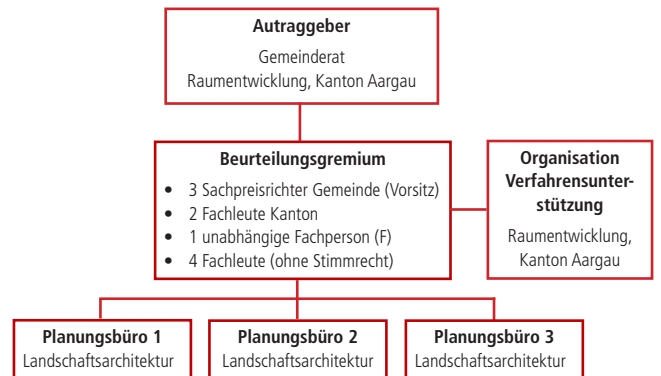 Autraggeber
Gemeinderat
Raumentwicklung, Kanton Aargau
Beurteilungsgremium
• 3 Sachpreisrichter Gemeinde (Vorsitz)
• 2 Fachleute Kanton
• 1 unabhängige Fachperson (F)
• 4 Fachleute (ohne Stimmrecht)
Organisation
Verfahrensunter-
stützung
Raumentwicklung,
Kanton Aargau
Planungsbüro 1
Landschaftsarchitektur
Planungsbüro 2
Landschaftsarchitektur
Planungsbüro 3
Landschaftsarchitektur